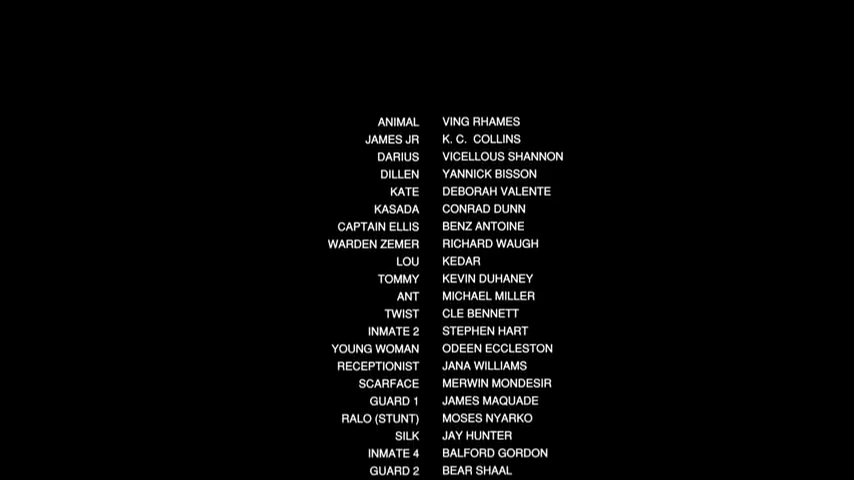 ANIMAL VING RHAMES
JAMES JR K. C. COLLINS
DARIUS VICELLOUS SHANNON
DILLEN YANNICK BISSON
KATE DEBORAH VALENTE
KASADA CONRAD DUNN
CAPTAIN ELLIS BENZ ANTOINE
WARDEN ZEMER RICHARD WAUGH
LOU KEDAR
TOMMY KEVIN DUHANEY
ANT MICHAEL MILLER
TWIST CLE BENNETT
INMATE 2 STEPHEN HART
YOUNG WOMAN ODEEN ECCLESTON
RECEPTIONIST JANA WILLIAMS
SCARFACE MERWIN MONDESIR
GUARD 1 JAMES MAQUADE
RALO (STUNT) MOSES NYARKO
SILK JAY HUNTER
INMATE 4 BALFORD GORDON
GUARD 2 BEAR SHAAL